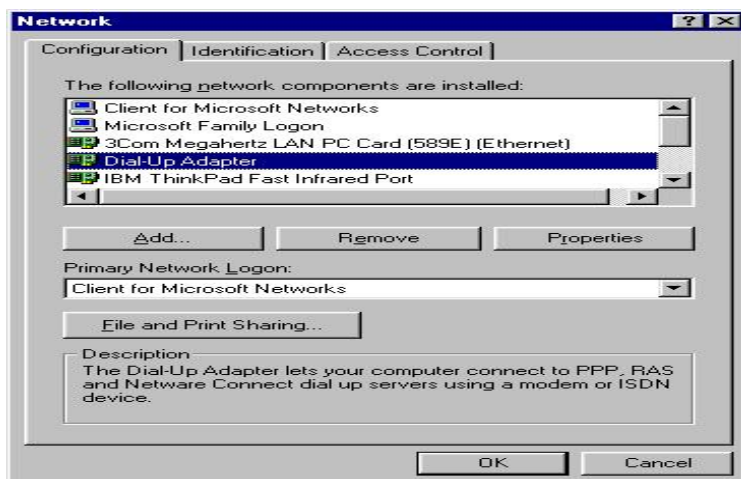 Network
Configuration Identification Access Control
The following network components are installed:
Client for Microsoft Networks
Microsoft Family Logon
3Com Megahertz LAN PC Card (589E) (Ethernet)
Dial-Up Adapter
IBM ThinkPad Fast Infrared Port
Add... Remove Properties
Primary Network Logon:
Client for Microsoft Networks
File and Print Sharing...
Description
The Dial-Up Adapter lets your computer connect to PPP, RAS
and Netware Connect dial up servers using a modem or ISDN
device.
OK Cancel